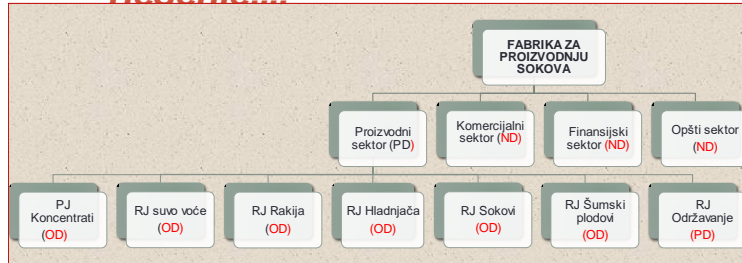 FABRIKA ZA
PROIZVODNJU
SOKOVA
Proizvodni
sektor (PD)
Komercijalni
sektor (ND)
Finansijski
sektor (ND)
Opšti sektor
(ND)
PJ
Koncentrati
(OD)
RJ suvo voće
(OD)
RJ Rakija
(OD)
RJ Hladnjača
(OD)
RJ Sokovi
(OD)
RJ Šumski
plodovi
(OD)
RJ
Održavanje
(PD)